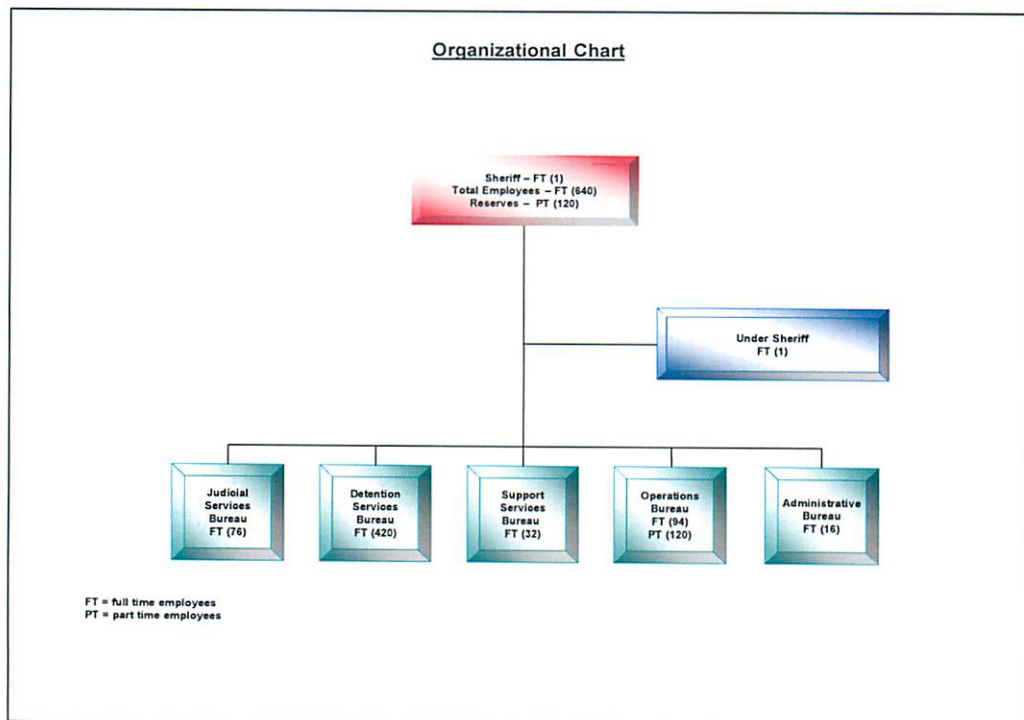 Organizational Chart
Sheriff – FT (1)
Total Employees – FT (640)
Reserves – PT (120)
Under Sheriff
FT (1)
Judicial
Services
Bureau
FT (76)
Detention
Services
Bureau
FT (420)
Support
Services
Bureau
FT (32)
Operations
Bureau
FT (94)
PT (120)
Administrative
Bureau
FT (16)
FT = full time employees
PT = part time employees